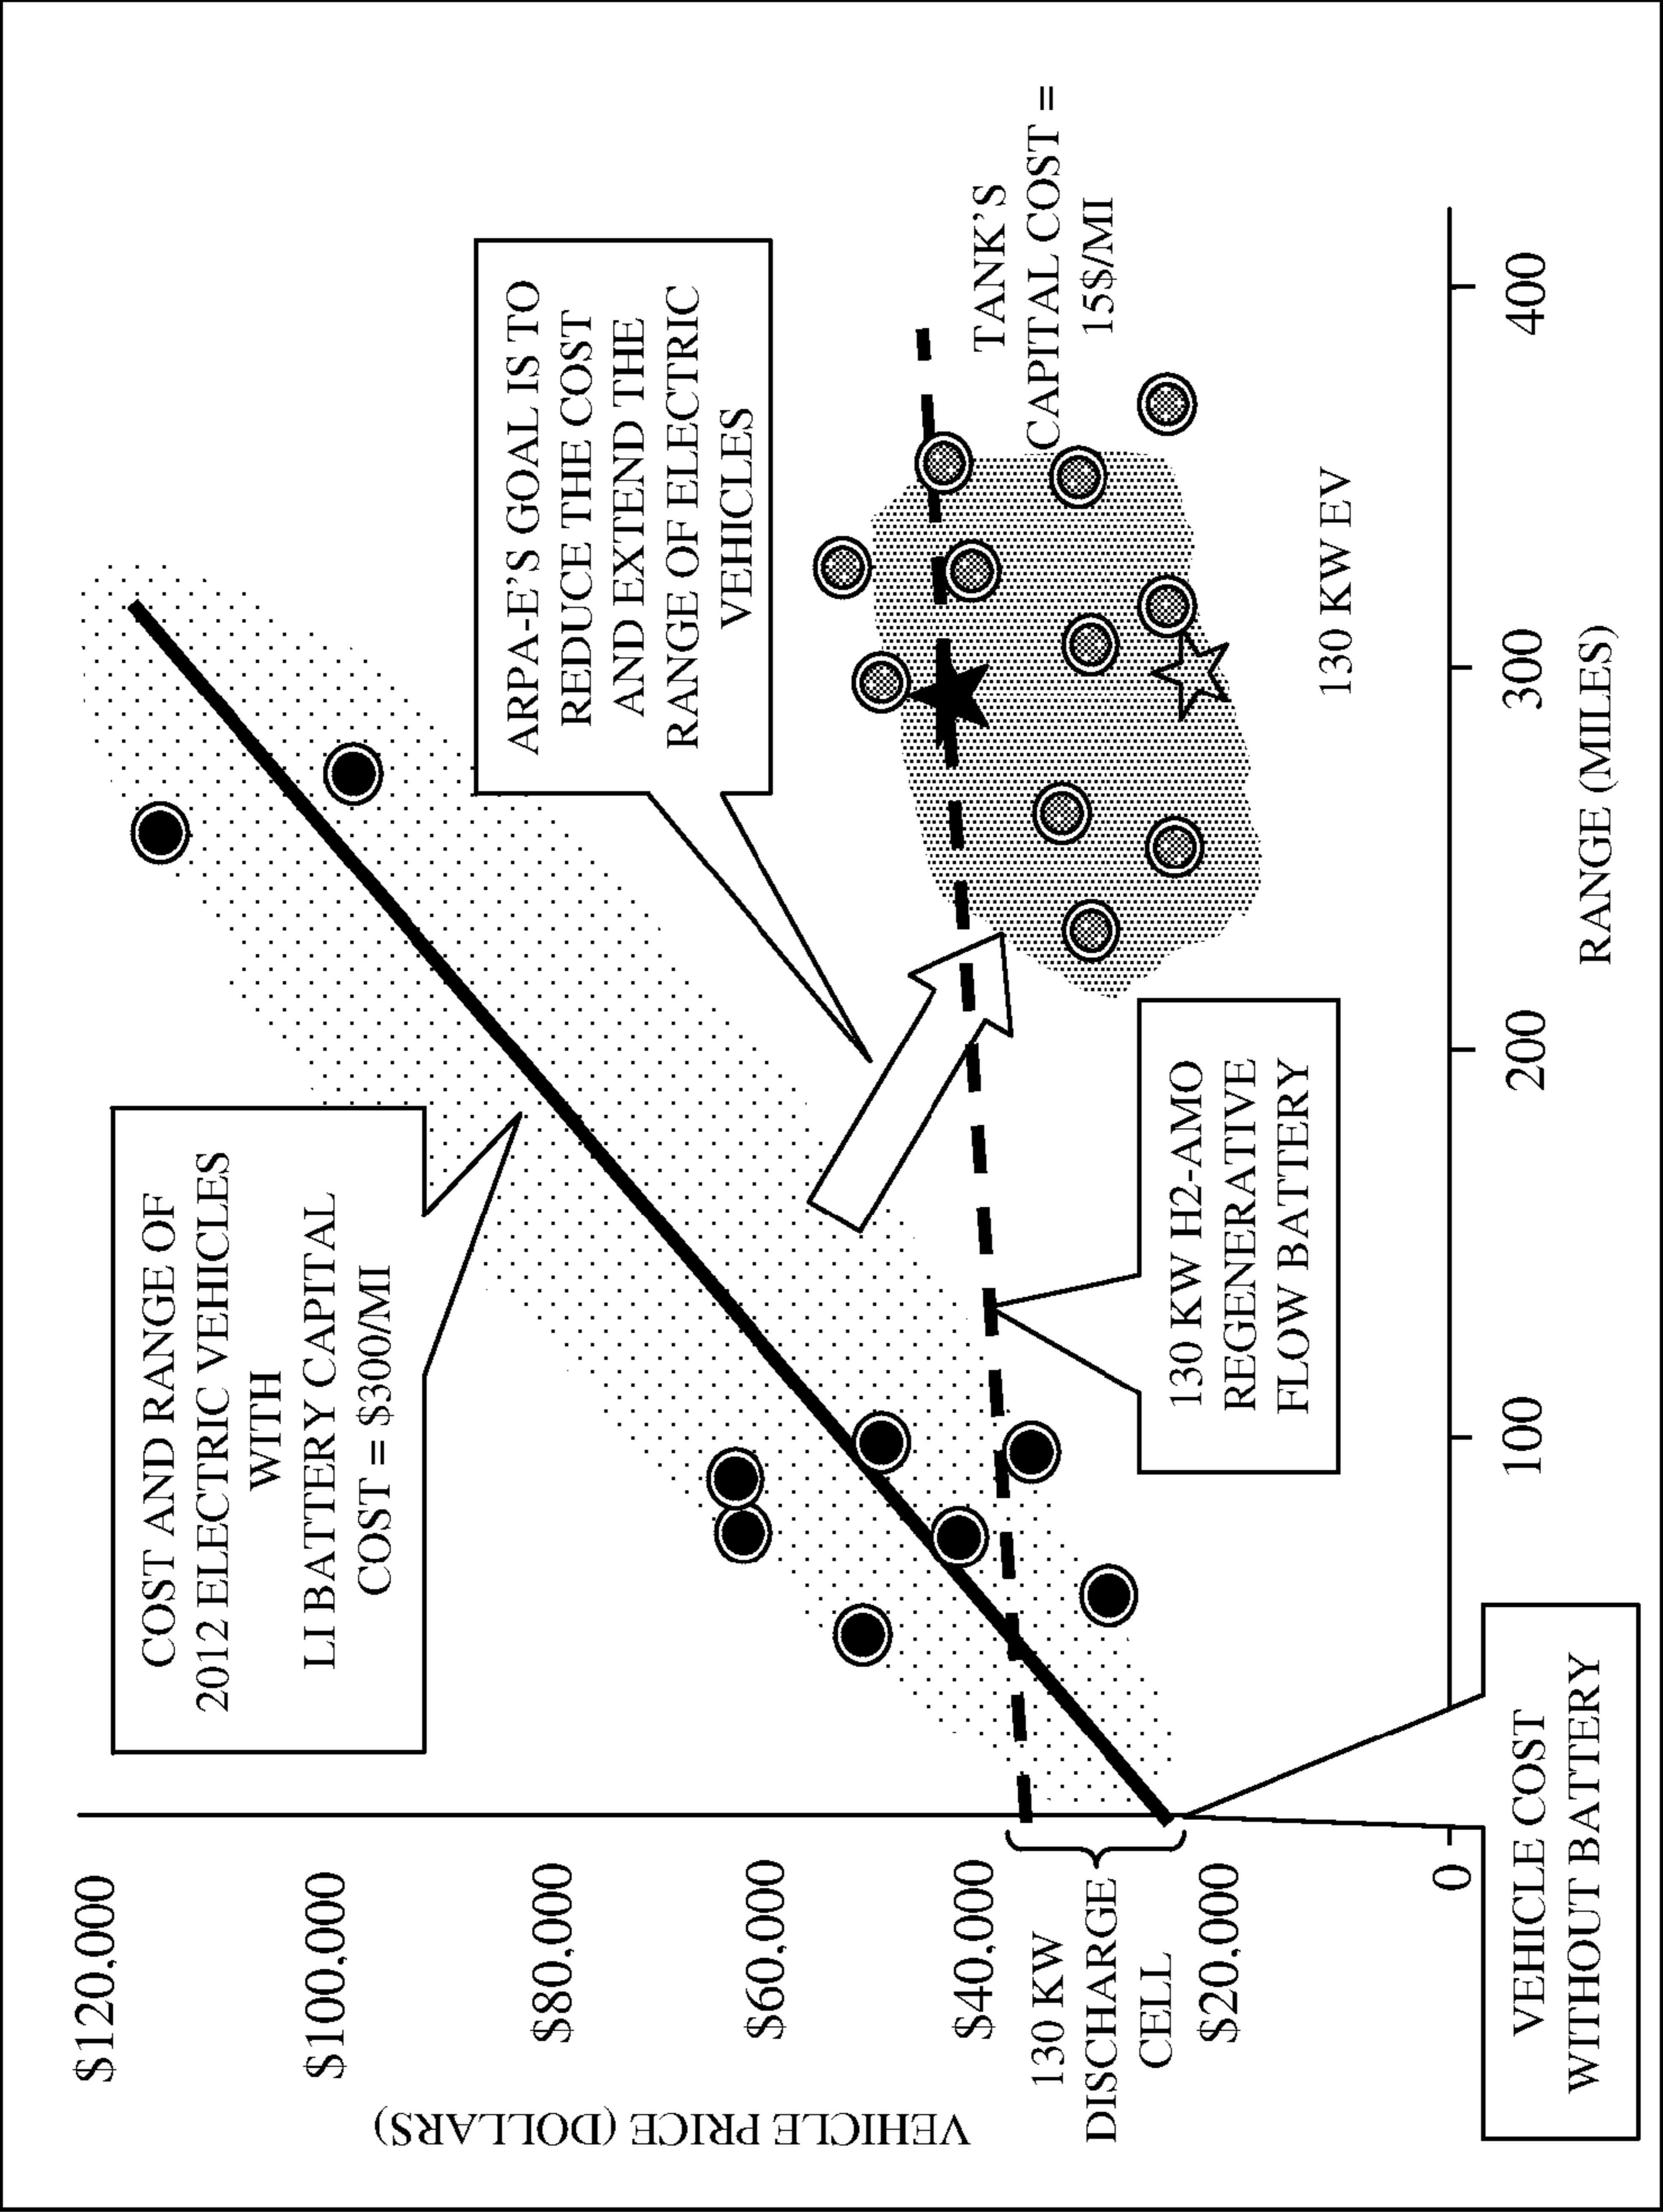 $120,000
$100,000
$80,000
$60,000
$40,000
$20,000
VEHICLE PRICE (DOLLARS)
130 KW
DISCHARGE
CELL
COST AND RANGE OF
2012 ELECTRIC VEHICLES
WITH
LI BATTERY CAPITAL
COST = $300/MI
ARPA-E'S GOAL IS TO
REDUCE THE COST
AND EXTEND THE
RANGE OF ELECTRIC
VEHICLES
TANK'S
CAPITAL COST =
15$/MI
130 KW H2-AMO
REGENERATIVE
FLOW BATTERY
130 KW EV
0
100
200
300
400
RANGE (MILES)
VEHICLE COST
WITHOUT BATTERY